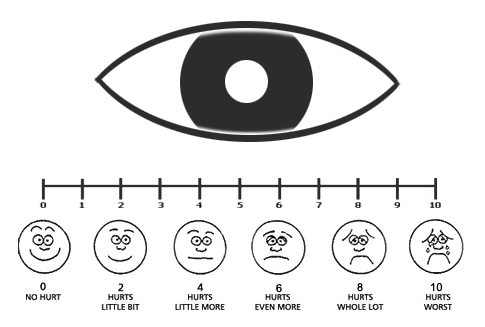 0 1 2 3 4 5 6 7 8 9 10
0 2 4 6 8 10
NO HURT HURTS HURTS HURTS HURTS HURTS
LITTLE BIT LITTLE MORE EVEN MORE WHOLE LOT WORST